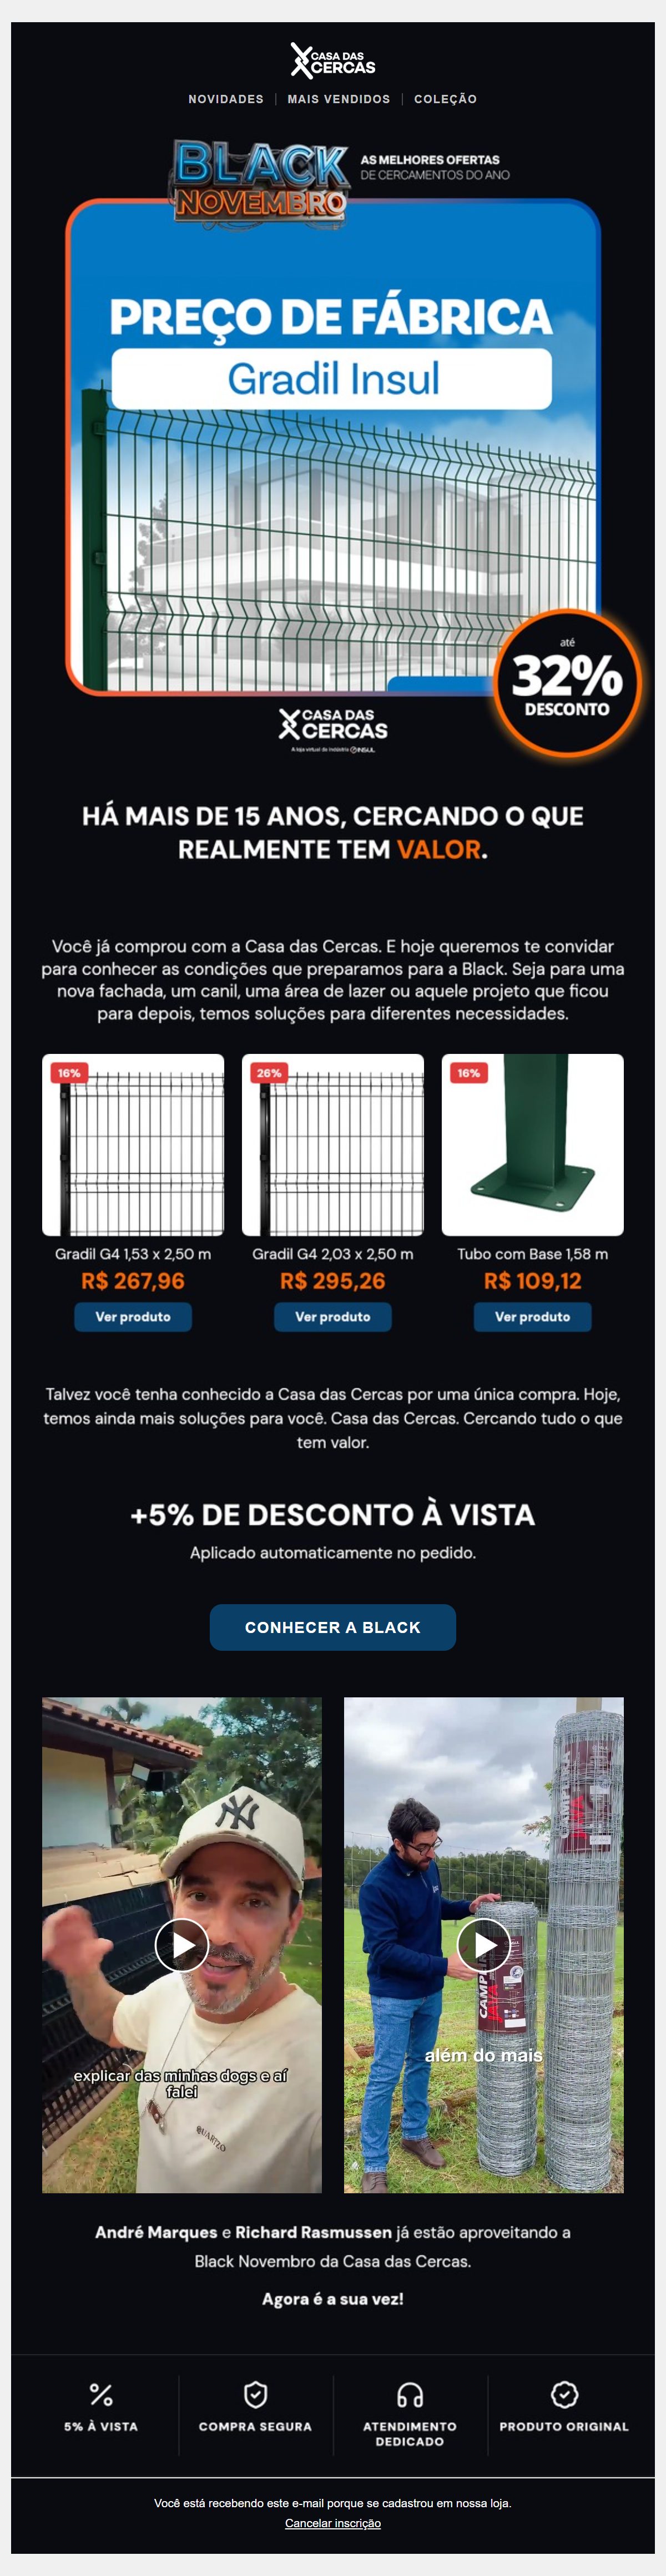 CASA DAS
CERCAS
NOVIDADES
MAIS VENDIDOS
COLEÇÃO
BLACK
NOVEMBRO
AS MELHORES OFERTAS
DE CERCAMENTOS DO ANO
PREÇO DE FÁBRICA
Gradil Insul
até
32%
DESCONTO
CASA DAS
CERCAS
A loja virtual da Indústria INSUL
HÁ MAIS DE 15 ANOS, CERCANDO O QUE
REALMENTE TEM VALOR.
Você já comprou com a Casa das Cercas. E hoje queremos te convidar
para conhecer as condições que preparamos para a Black. Seja para uma
nova fachada, um canil, uma área de lazer ou aquele projeto que ficou
para depois, temos soluções para diferentes necessidades.
16%
26%
16%
Gradil G4 1,53 x 2,50 m
Gradil G4 2,03 x 2,50 m
Tubo com Base 1,58 m
R$ 267,96
R$ 295,26
R$ 109,12
Ver produto
Ver produto
Ver produto
Talvez você tenha conhecido a Casa das Cercas por uma única compra. Hoje,
temos ainda mais soluções para você. Casa das Cercas. Cercando tudo o que
tem valor.
+5% DE DESCONTO À VISTA
Aplicado automaticamente no pedido.
CONHECER A BLACK
explicar das minhas dogs e aí
falei
QUARTZO
além do mais
André Marques e Richard Rasmussen já estão aproveitando a
Black Novembro da Casa das Cercas.
Agora é a sua vez!
5% À VISTA
COMPRA SEGURA
ATENDIMENTO
DEDICADO
PRODUTO ORIGINAL
Você está recebendo este e-mail porque se cadastrou em nossa loja.
Cancelar inscrição